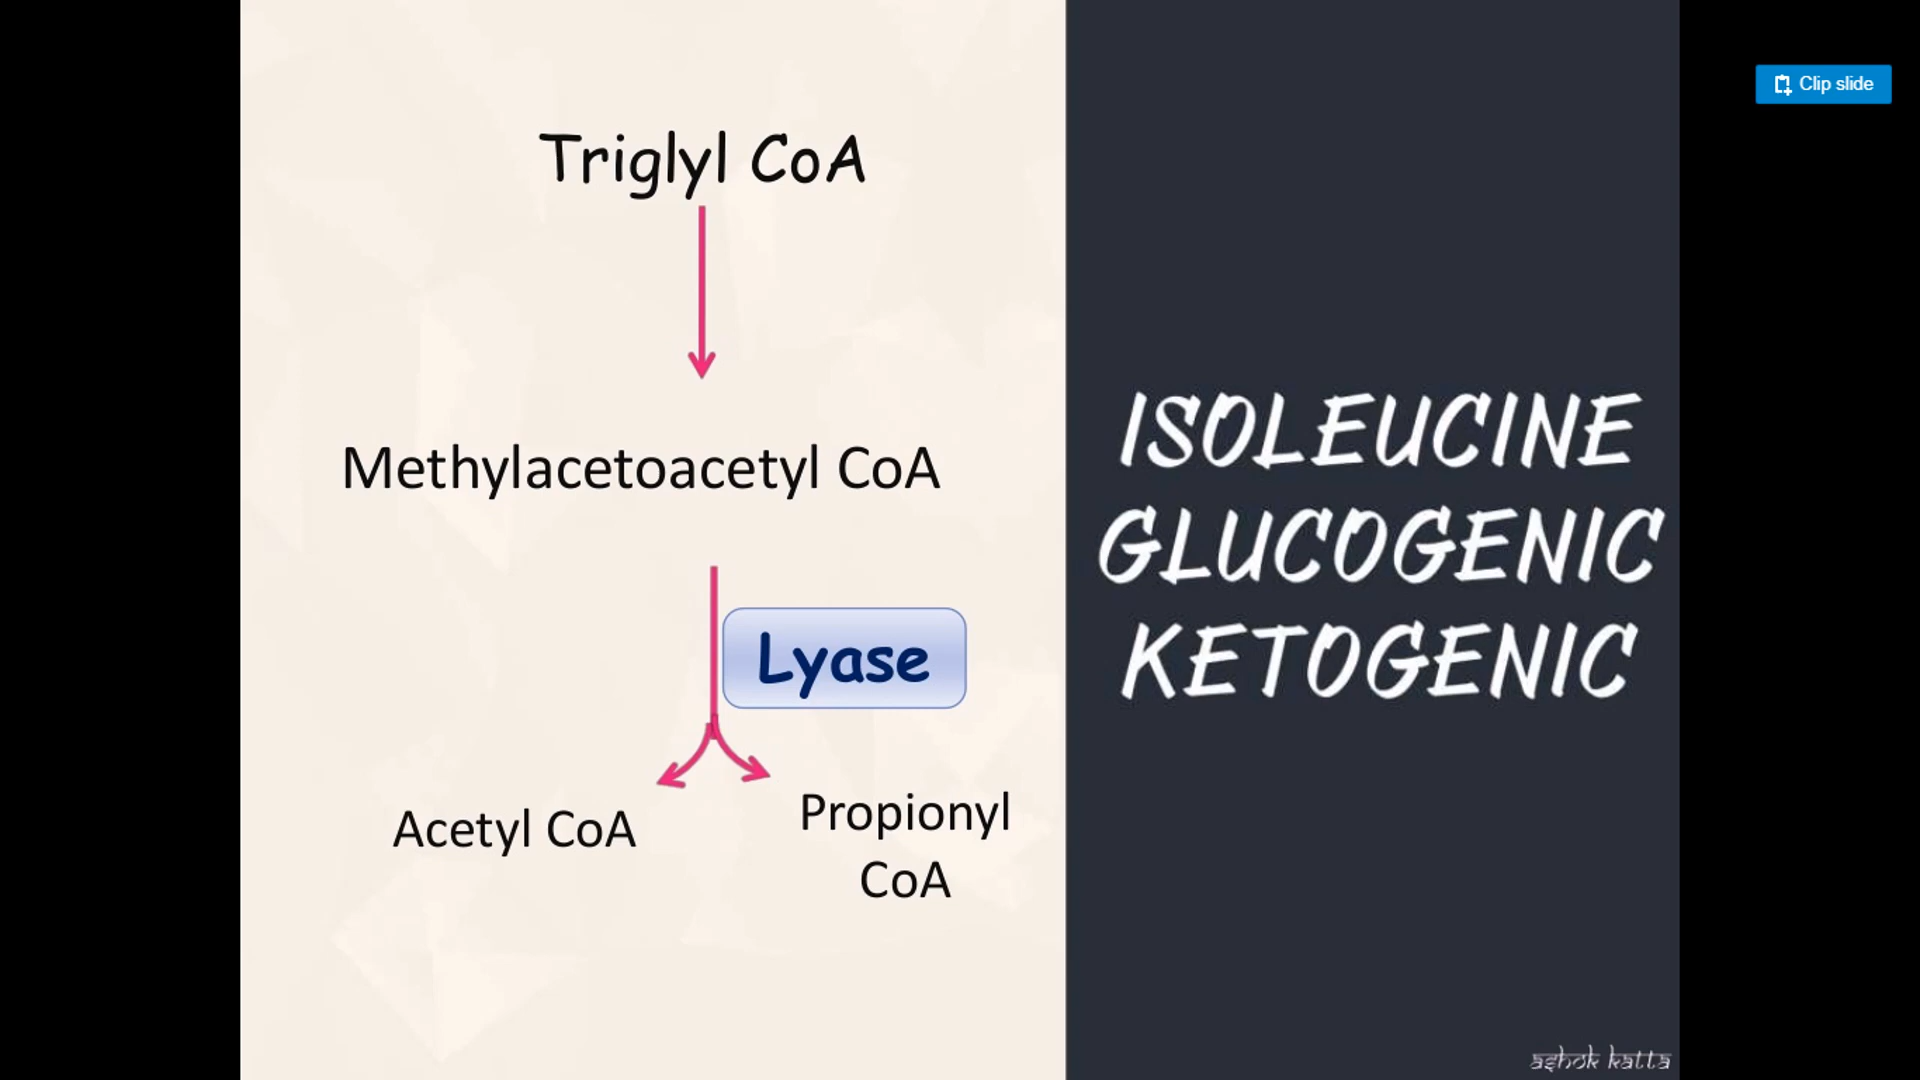 Clip slide
Triglyl CoA
Methylacetoacetyl CoA
Lyase
Acetyl CoA
Propionyl
CoA
ISOLEUCINE
GLUCOGENIC
KETOGENIC
ashok katta